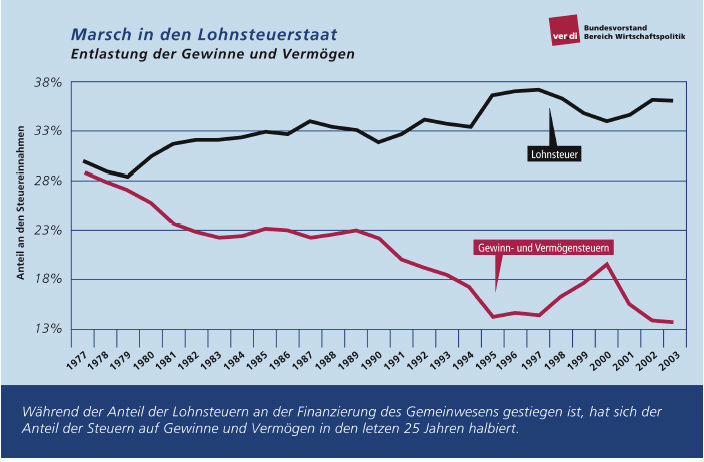 Marsch in den Lohnsteuerstaat
Entlastung der Gewinne und Vermögen
ver di
Bundesvorstand
Bereich Wirtschaftspolitik
Anteil an den Steuereinnahmen
38%
33%
28%
23%
18%
13%
Lohnsteuer
Gewinn- und Vermögensteuern
1977 1978 1979 1980 1981 1982 1983 1984 1985 1986 1987 1988 1989 1990 1991 1992 1993 1994 1995 1996 1997 1998 1999 2000 2001 2002 2003
Während der Anteil der Lohnsteuern an der Finanzierung des Gemeinwesens gestiegen ist, hat sich der
Anteil der Steuern auf Gewinne und Vermögen in den letzen 25 Jahren halbiert.